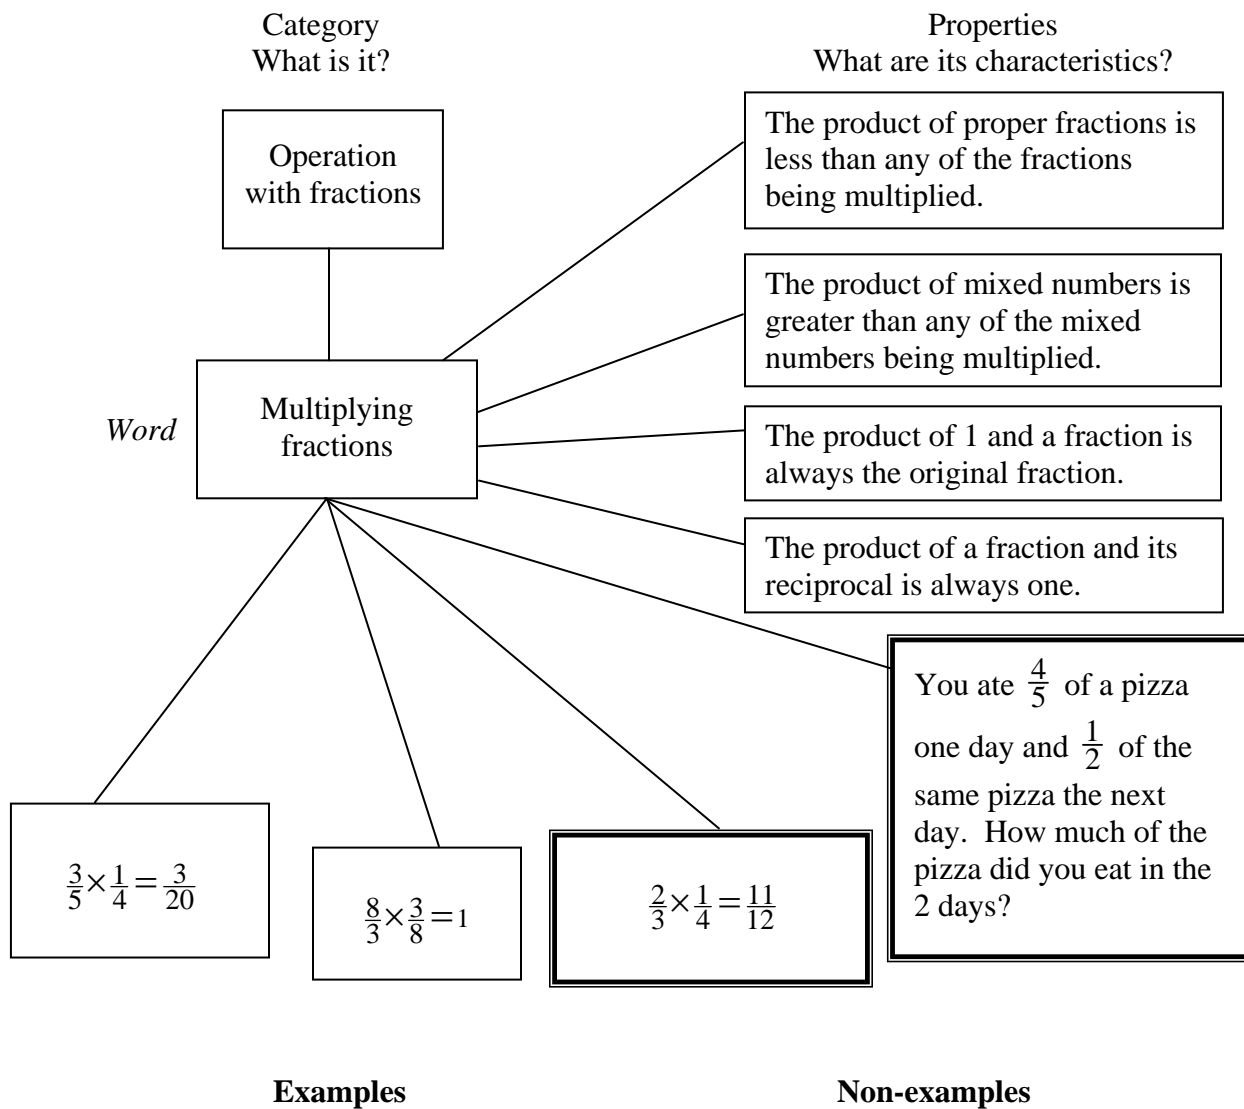 Category
What is it?
Properties
What are its characteristics?
Operation
with fractions
The product of proper fractions is
less than any of the fractions
being multiplied.
The product of mixed numbers is
greater than any of the mixed
numbers being multiplied.
Word
Multiplying
fractions
The product of 1 and a fraction is
always the original fraction.
The product of a fraction and its
reciprocal is always one.
You ate 4/5 of a pizza
one day and 1/2 of the
same pizza the next
day. How much of the
pizza did you eat in the
2 days?
3/5 × 1/4 = 3/20
8/3 × 3/8 = 1
2/3 × 1/4 = 11/12
Examples
Non-examples